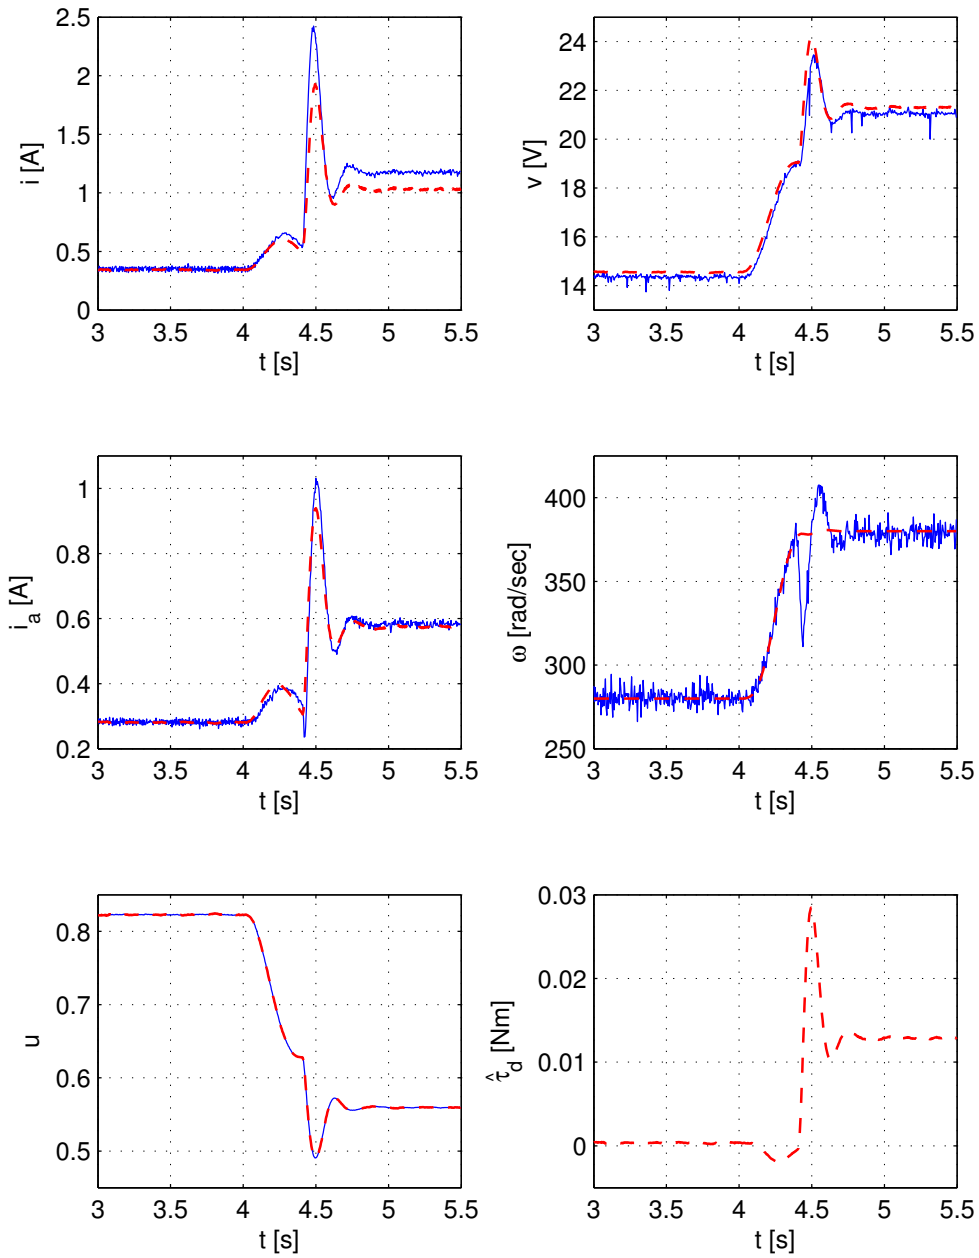 2.5
2
1.5
1
0.5
0
i [A]
3 3.5 4 4.5 5 5.5
t [s]
24
22
20
18
16
14
v [V]
3 3.5 4 4.5 5 5.5
t [s]
1
0.8
0.6
0.4
0.2
i_a [A]
3 3.5 4 4.5 5 5.5
t [s]
400
350
300
250
ω [rad/sec]
3 3.5 4 4.5 5 5.5
t [s]
0.8
0.7
0.6
0.5
u
3 3.5 4 4.5 5 5.5
t [s]
0.03
0.02
0.01
0
τ̂_d [Nm]
3 3.5 4 4.5 5 5.5
t [s]